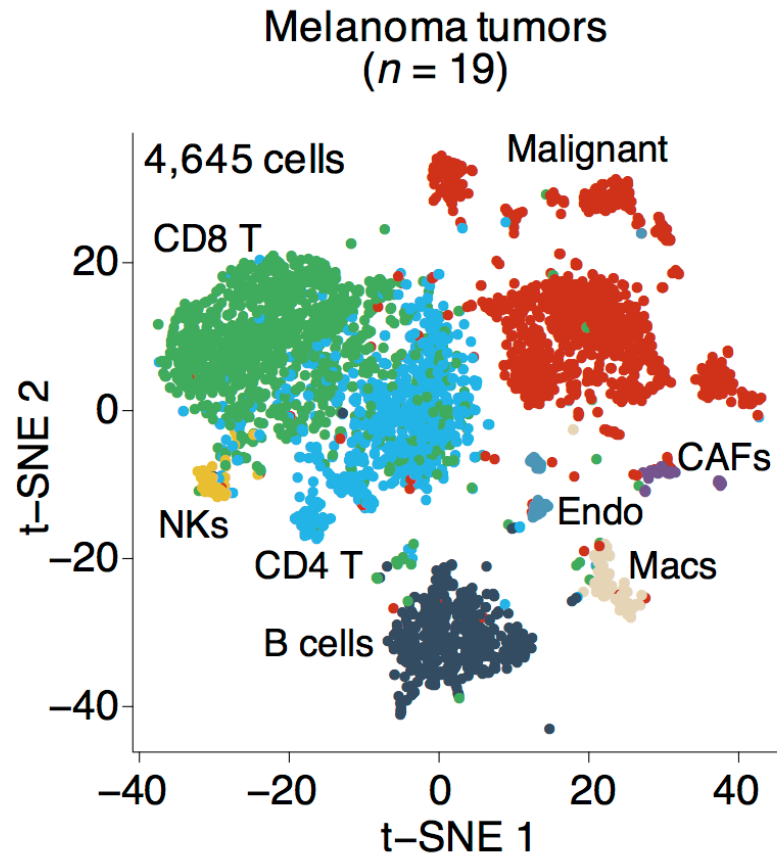 Melanoma tumors
(n = 19)
4,645 cells
Malignant
CD8 T
20
0
CAFs
NKs
Endo
CD4 T
Macs
−20
B cells
−40
t−SNE 2
−40
−20
0
20
40
t−SNE 1